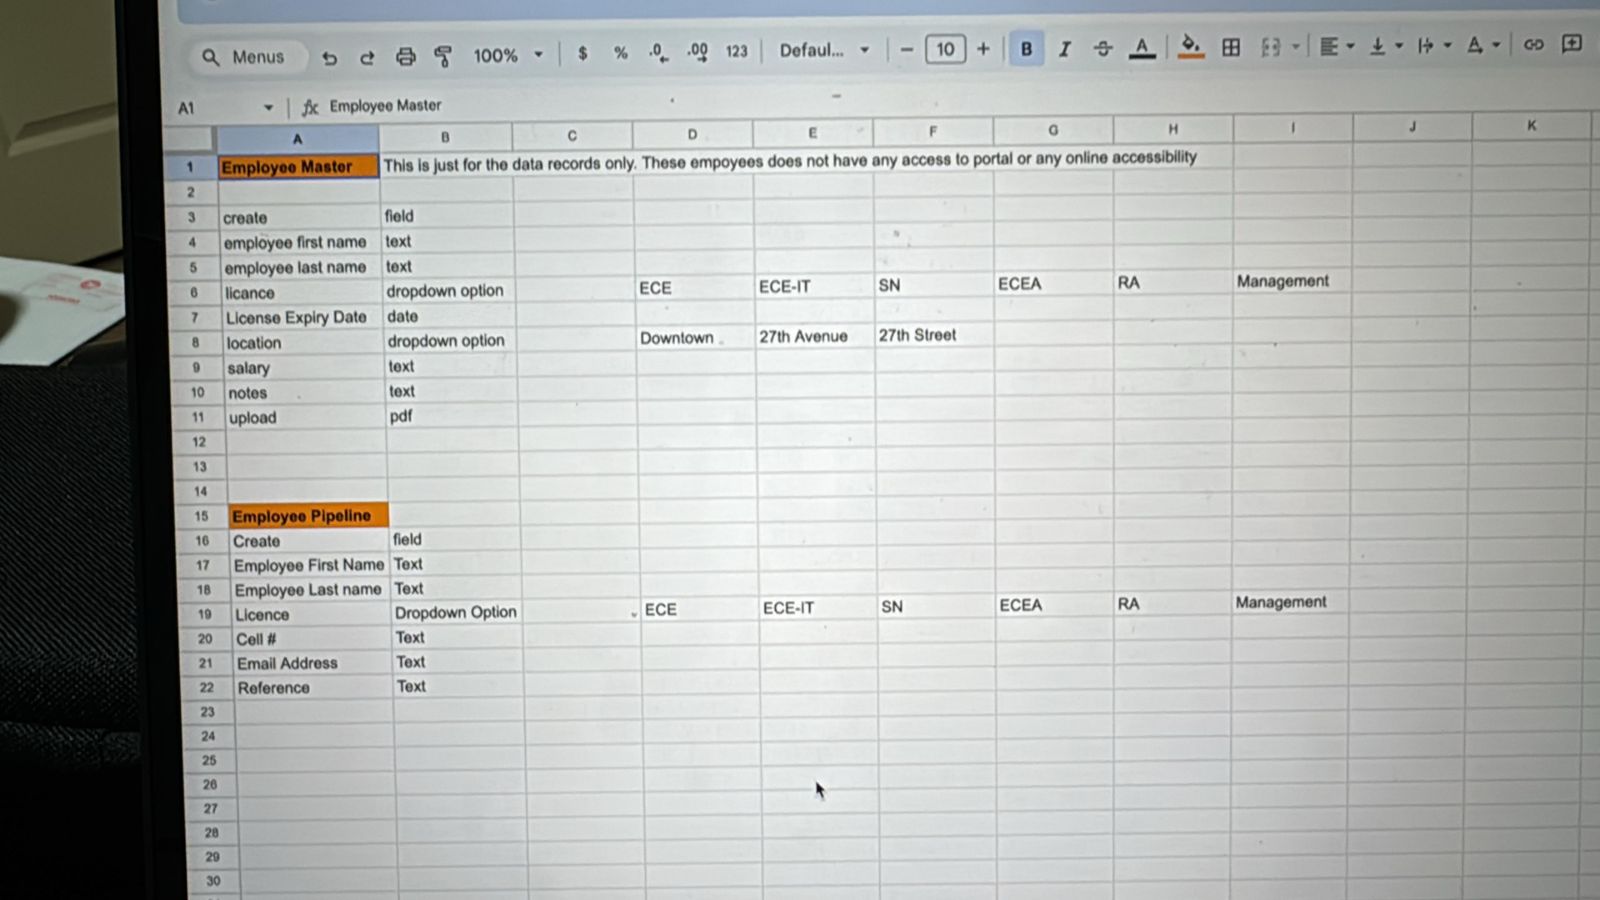 Menus 100% $ % .0 .00 123 Defaul... - 10 + B I A
A1 fx Employee Master
A B C D E F G H I J K
1 Employee Master This is just for the data records only. These empoyees does not have any access to portal or any online accessibility
2
3 create field
4 employee first name text
5 employee last name text
6 licance dropdown option ECE ECE-IT SN ECEA RA Management
7 License Expiry Date date
8 location dropdown option Downtown 27th Avenue 27th Street
9 salary text
10 notes text
11 upload pdf
12
13
14
15 Employee Pipeline
16 Create field
17 Employee First Name Text
18 Employee Last name Text
19 Licence Dropdown Option ECE ECE-IT SN ECEA RA Management
20 Cell # Text
21 Email Address Text
22 Reference Text
23
24
25
26
27
28
29
30